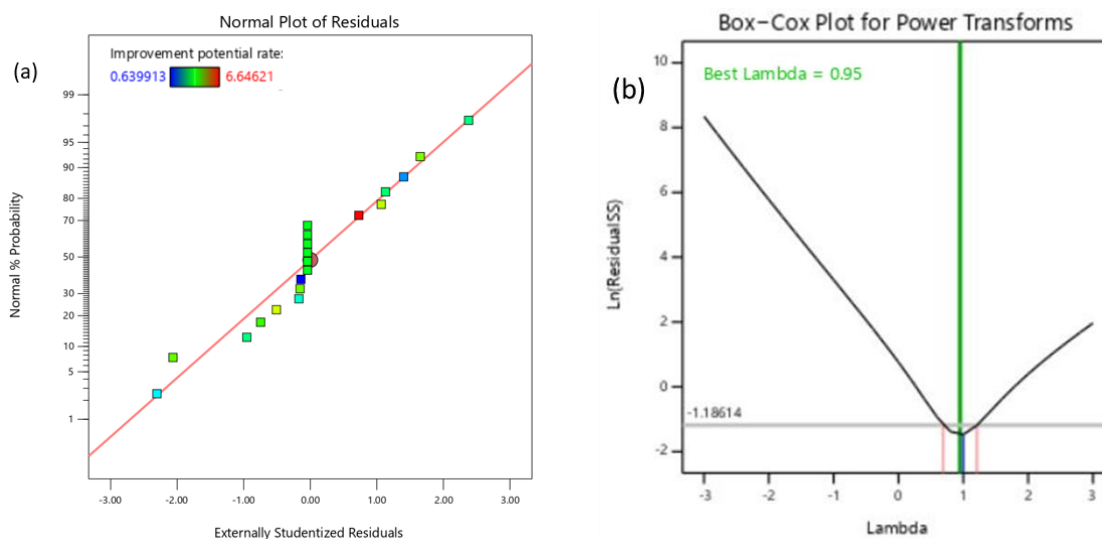 (a)
Normal Plot of Residuals
Improvement potential rate:
0.639913 6.64621
Normal % Probability
99
95
90
80
70
50
30
20
10
5
1
-3.00 -2.00 -1.00 0.00 1.00 2.00 3.00
Externally Studentized Residuals
(b)
Box-Cox Plot for Power Transforms
Best Lambda = 0.95
Ln(ResidualSS)
10
8
6
4
2
0
-1.18614
-2
-3 -2 -1 0 1 2 3
Lambda